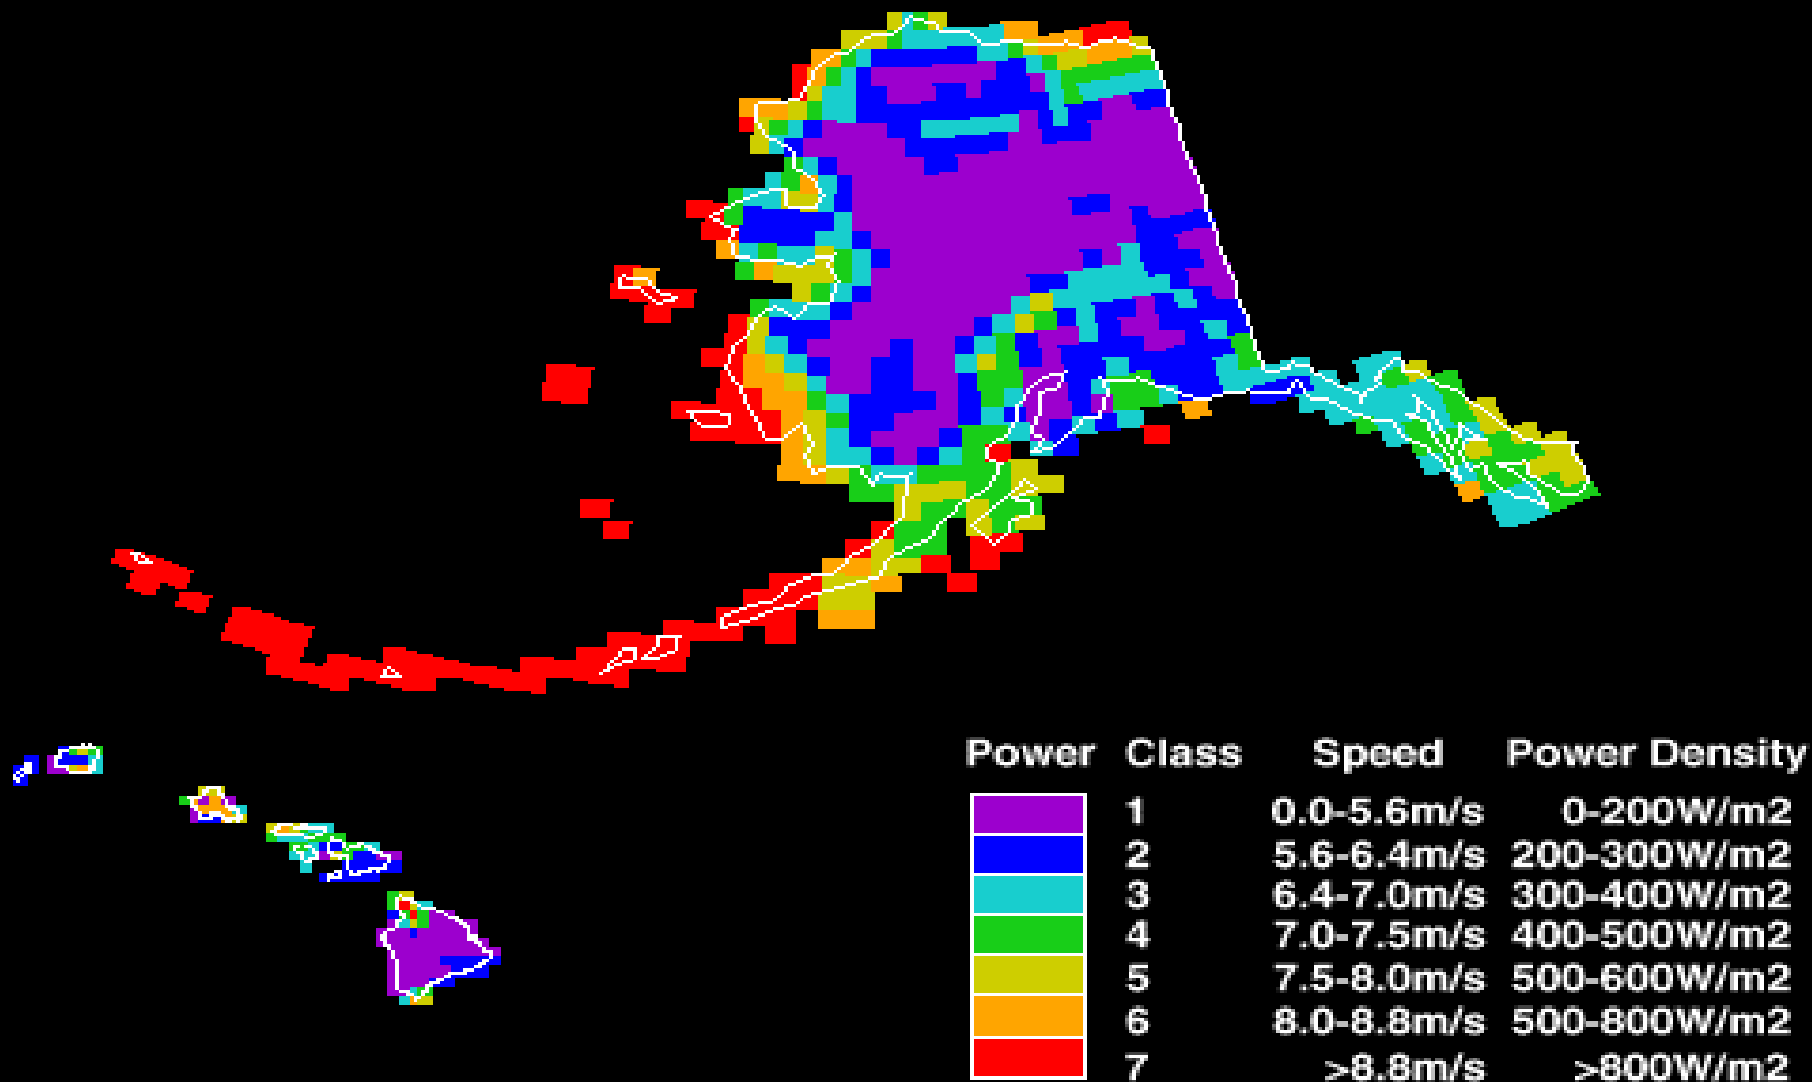 Power Class Speed Power Density
1 0.0-5.6m/s 0-200W/m2
2 5.6-6.4m/s 200-300W/m2
3 6.4-7.0m/s 300-400W/m2
4 7.0-7.5m/s 400-500W/m2
5 7.5-8.0m/s 500-600W/m2
6 8.0-8.8m/s 500-800W/m2
7 >8.8m/s >800W/m2